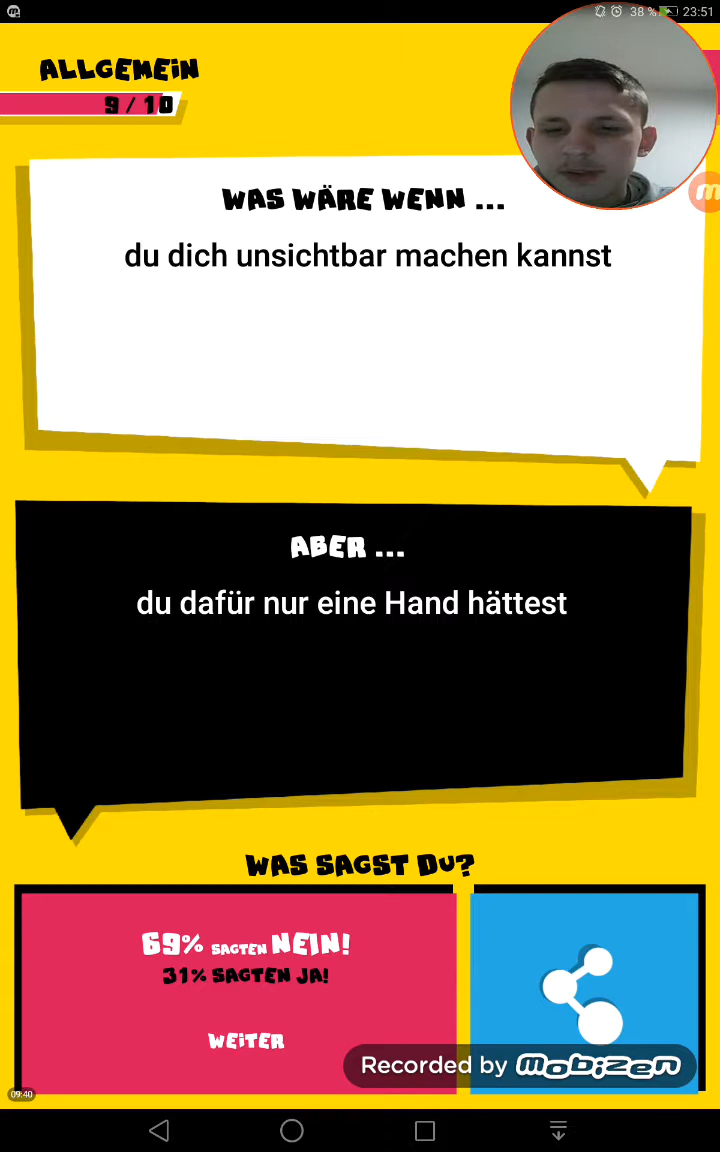 38 % 23:51
ALLGEMEIN
9 / 10
WAS WÄRE WENN ...
du dich unsichtbar machen kannst
ABER ...
du dafür nur eine Hand hättest
WAS SAGST DU?
69% SAGTEN NEIN!
31% SAGTEN JA!
WEITER
Recorded by mobizen
09:40